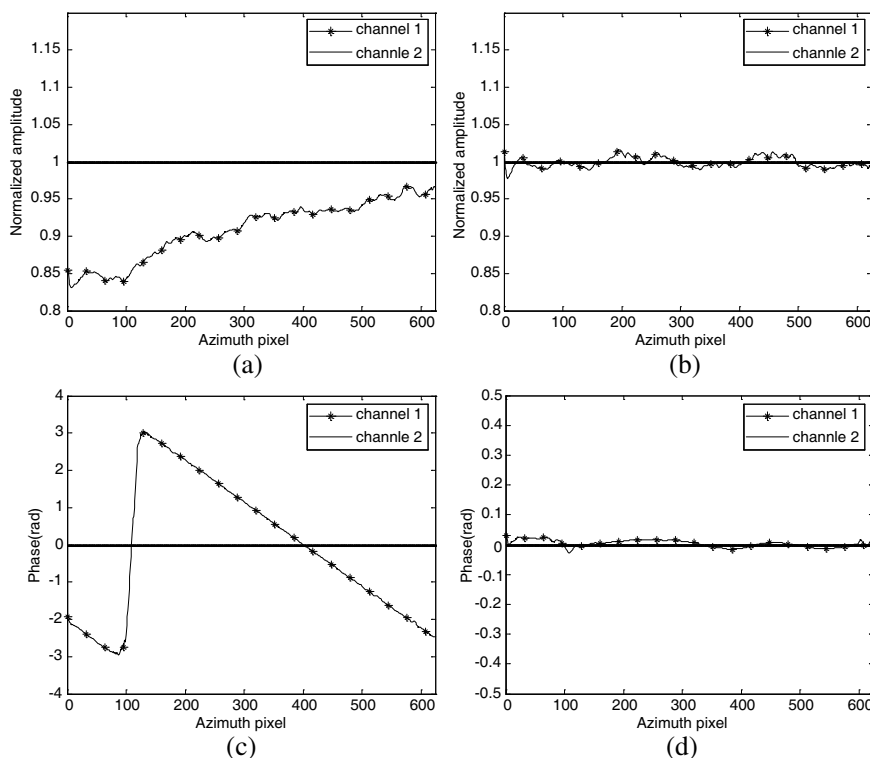 1.15
1.1
1.05
1
0.95
0.9
0.85
0.8
Normalized amplitude
channel 1
channle 2
0 100 200 300 400 500 600
Azimuth pixel
(a)
1.15
1.1
1.05
1
0.95
0.9
0.85
0.8
Normalized amplitude
channel 1
channle 2
0 100 200 300 400 500 600
Azimuth pixel
(b)
4
3
2
1
0
-1
-2
-3
-4
Phase(rad)
channel 1
channle 2
0 100 200 300 400 500 600
Azimuth pixel
(c)
0.5
0.4
0.3
0.2
0.1
0
-0.1
-0.2
-0.3
-0.4
-0.5
Phase(rad)
channel 1
channle 2
0 100 200 300 400 500 600
Azimuth pixel
(d)